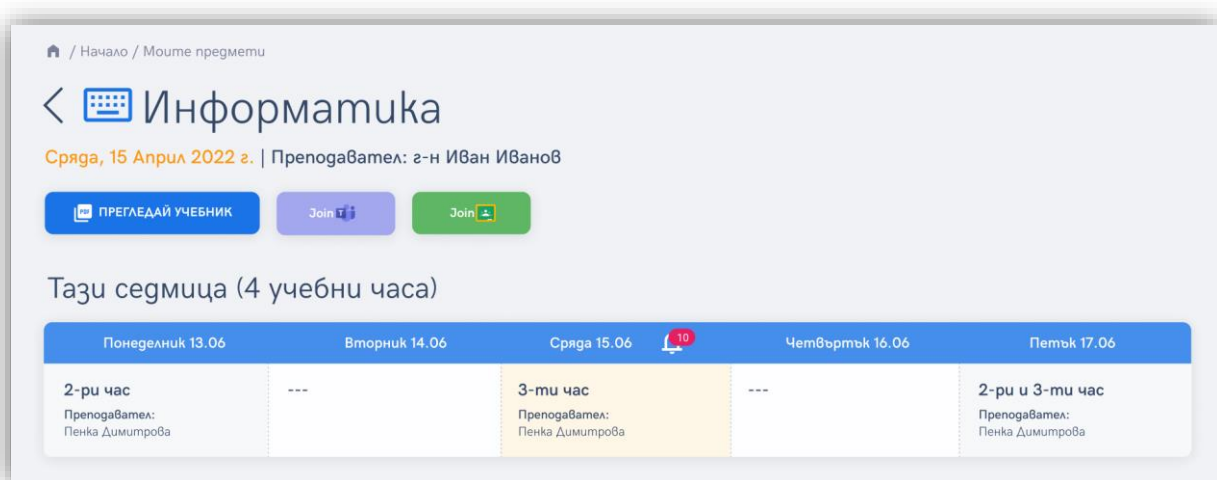 / Начало / Моите предмети
Информатика
Сряда, 15 Април 2022 г. | Преподавател: г-н Иван Иванов
PDF ПРЕГЛЕДАЙ УЧЕБНИК Join T Join
Тази седмица (4 учебни часа)
Понеделник 13.06 Вторник 14.06 Сряда 15.06 10 Четвъртък 16.06 Петък 17.06
2-ри час --- 3-ти час --- 2-ри и 3-ти час
Преподавател: Преподавател: Преподавател:
Пенка Димитрова Пенка Димитрова Пенка Димитрова